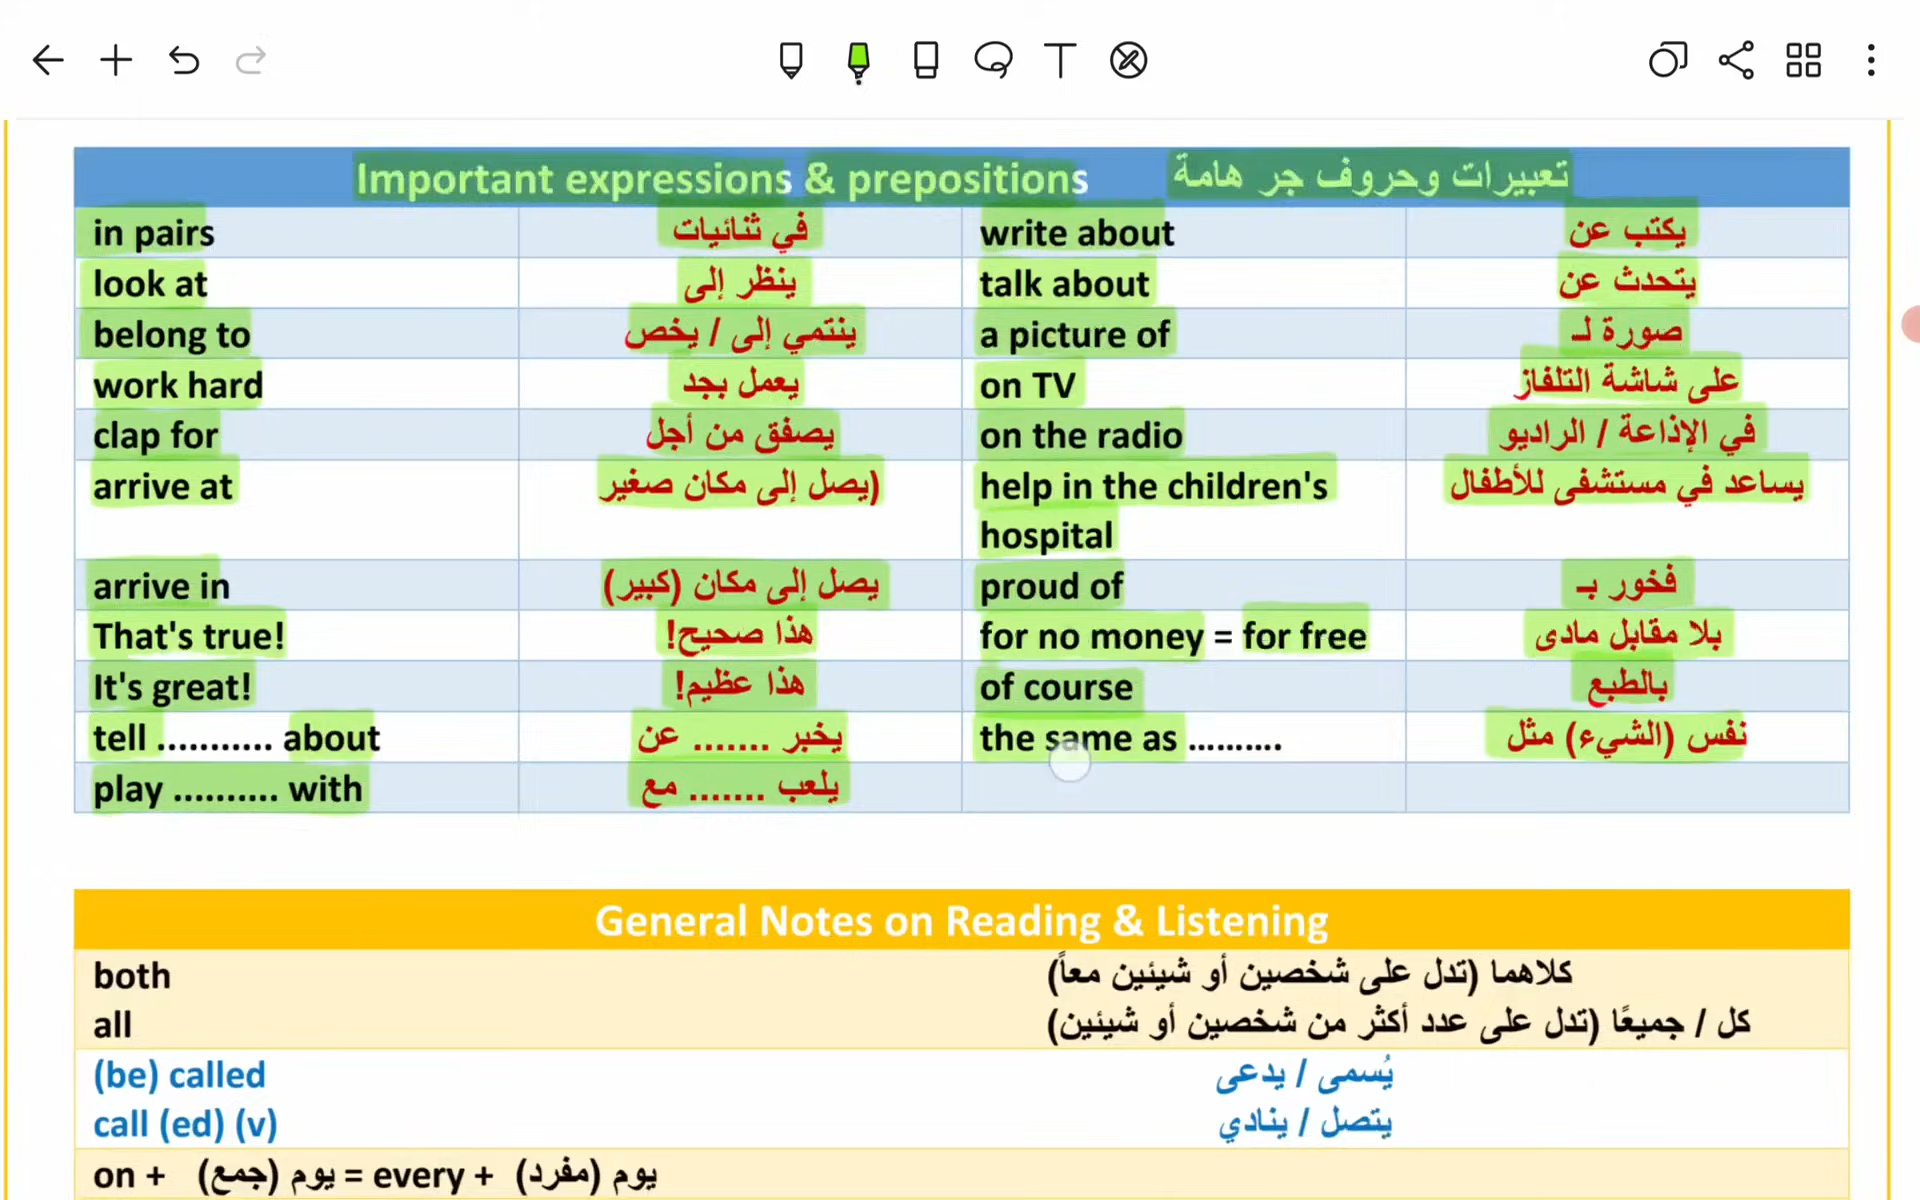 Important expressions & prepositions تعبيرات وحروف جر هامة
in pairs في ثنائيات write about يكتب عن
look at ينظر إلى talk about يتحدث عن
belong to ينتمي إلى / يخص a picture of صورة لـ
work hard يعمل بجد on TV على شاشة التلفاز
clap for يصفق من أجل on the radio في الإذاعة / الراديو
arrive at (يصل إلى مكان صغير help in the children's يساعد في مستشفى للأطفال
hospital
arrive in يصل إلى مكان (كبير) proud of فخور بـ
That's true! هذا صحيح! for no money = for free بلا مقابل مادى
It's great! هذا عظيم! of course بالطبع
tell ........... about يخبر ....... عن the same as .......... نفس (الشيء) مثل
play .......... with يلعب ....... مع
General Notes on Reading & Listening
both كلاهما (تدل على شخصين أو شيئين معاً)
all كل / جميعًا (تدل على عدد أكثر من شخصين أو شيئين)
(be) called يُسمى / يدعى
call (ed) (v) يتصل / ينادي
on + يوم (جمع) = every + يوم (مفرد)